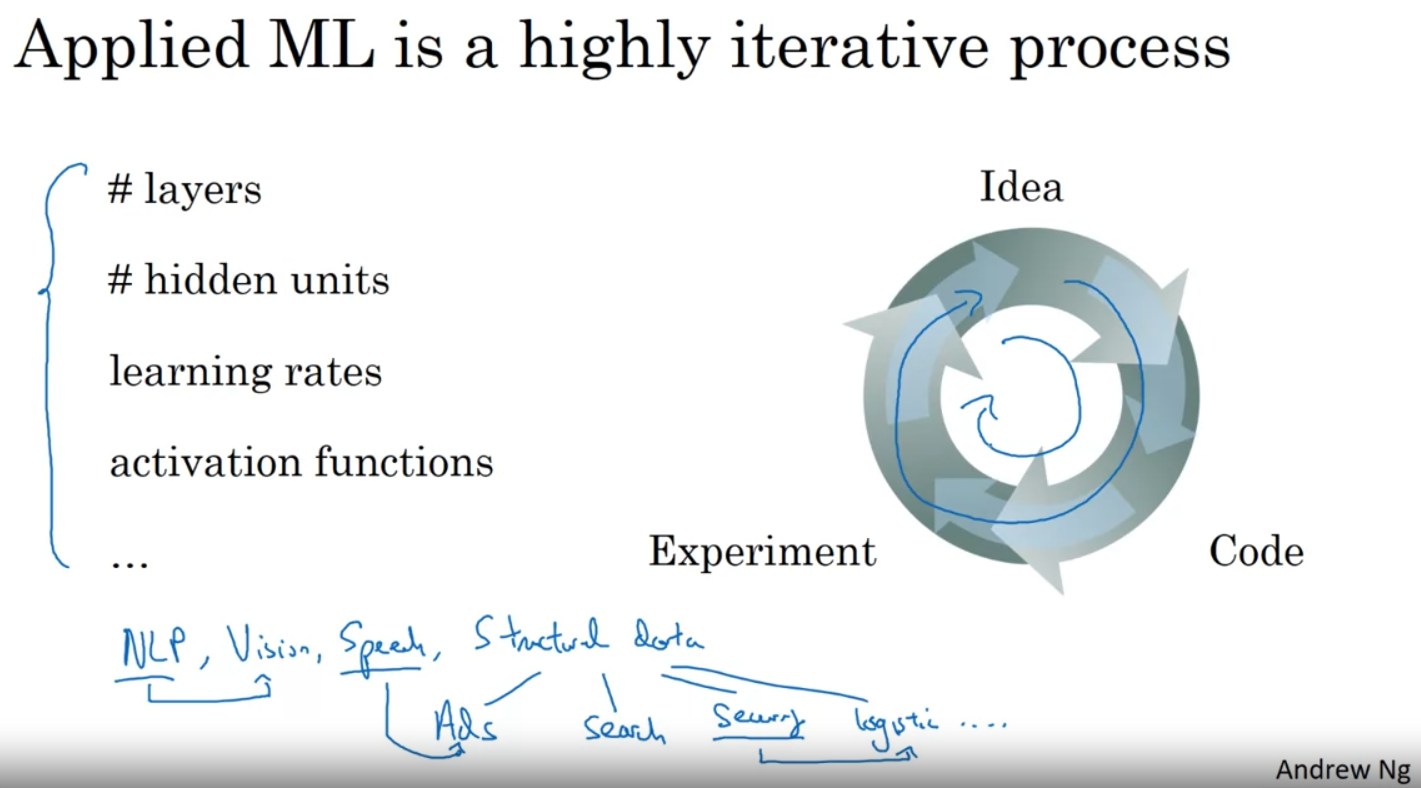 Applied ML is a highly iterative process
# layers
# hidden units
learning rates
activation functions
...
Idea
Experiment
Code
NLP, Vision, Speech, Structural data
Ads Search Security logistic ....
Andrew Ng